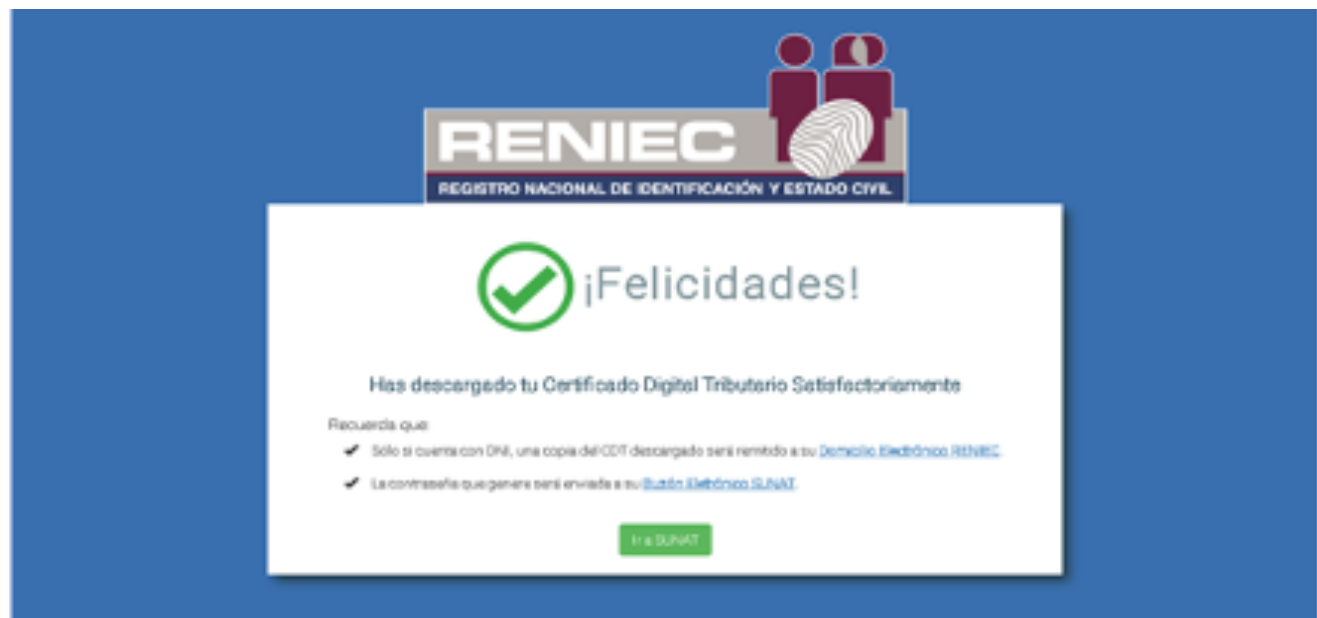 RENIEC
REGISTRO NACIONAL DE IDENTIFICACIÓN Y ESTADO CIVIL
¡Felicidades!
Has descargado tu Certificado Digital Tributario Satisfactoriamente
Recuerda que:
Sólo si cuenta con DNI, una copia del CDT descargado será remitido a su Domicilio Electrónico RENIEC.
La contraseña que genere será enviada a su Buzón Eletrónico SUNAT.
Ir a SUNAT